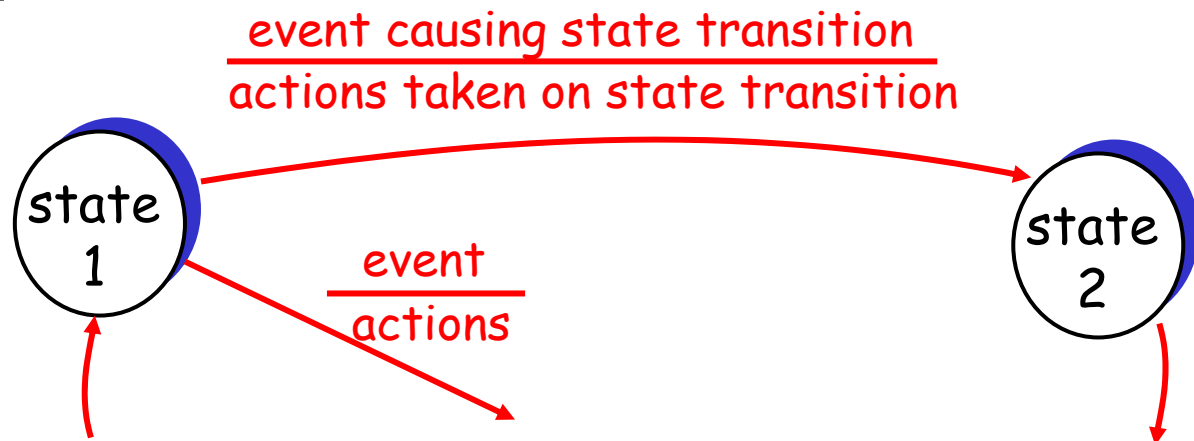 event causing state transition
actions taken on state transition
state
1
state
2
event
actions